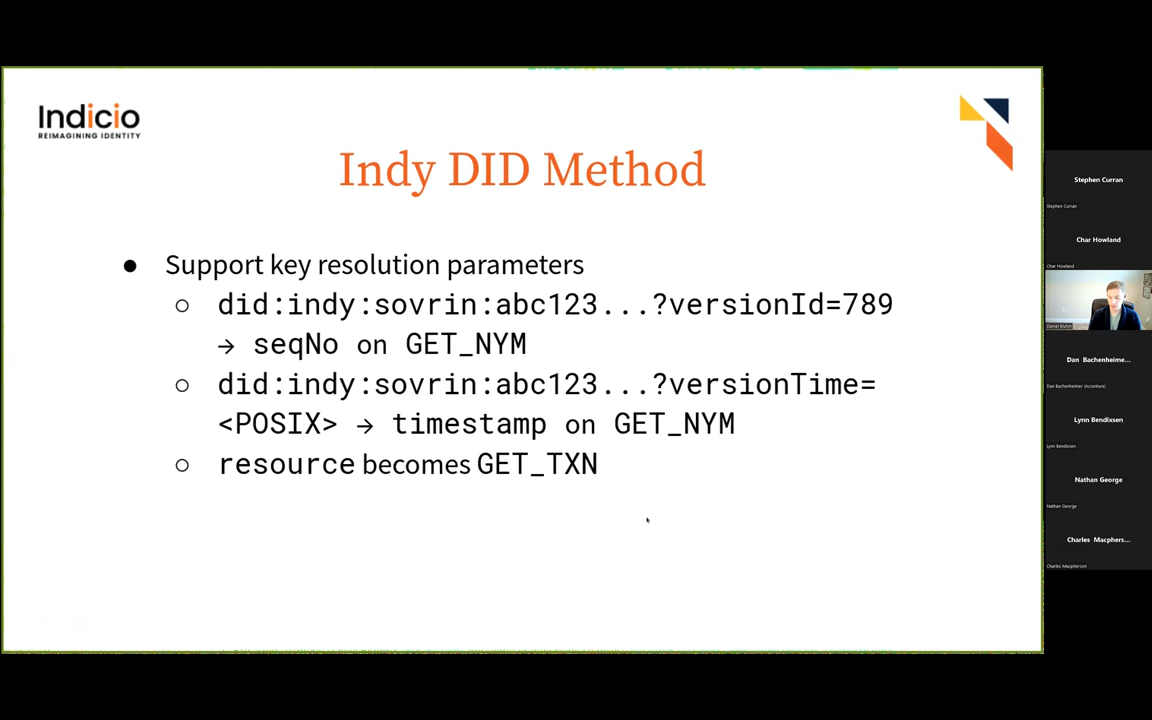 Indicio
REIMAGINING IDENTITY
Indy DID Method
● Support key resolution parameters
○ did:indy:sovrin:abc123...?versionId=789
→ seqNo on GET_NYM
○ did:indy:sovrin:abc123...?versionTime=
<POSIX> → timestamp on GET_NYM
○ resource becomes GET_TXN
Stephen Curran
Stephen Curran
Char Howland
Char Howland
Daniel Bluhm
Dan Bachenheime...
Dan Bachenheimer (Accenture)
Lynn Bendixsen
Lynn Bendixsen
Nathan George
Nathan George
Charles Macphers...
Charles Macpherson